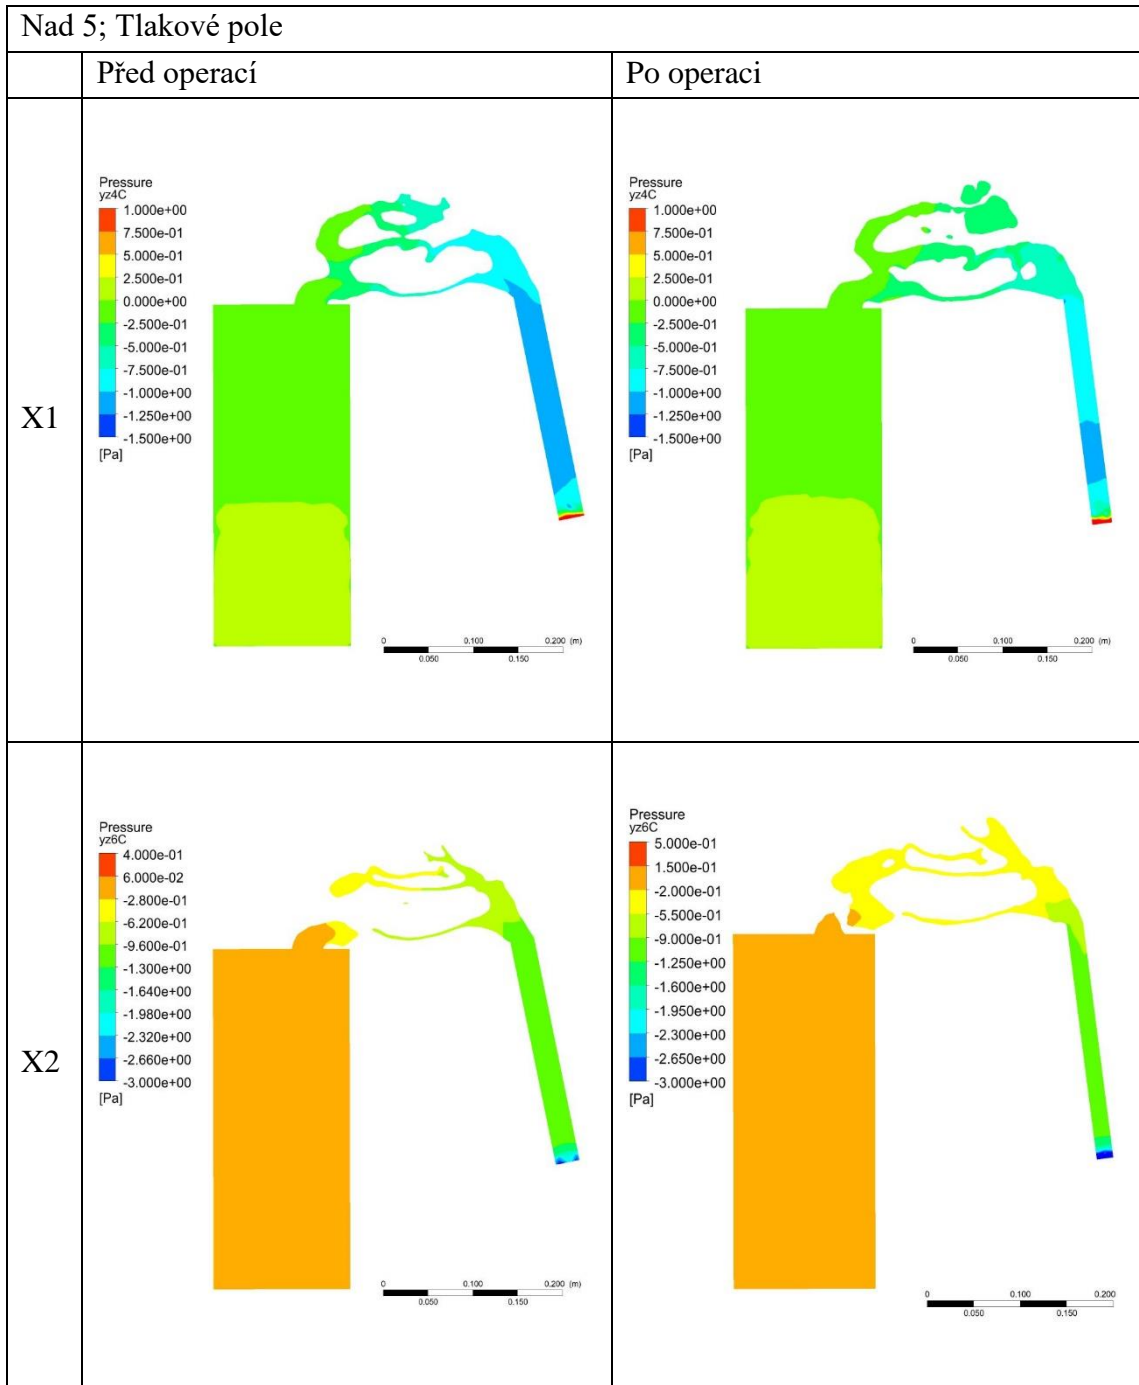 Nad 5; Tlakové pole
Před operací
Po operaci
X1
Pressure
yz4C
1.000e+00
7.500e-01
5.000e-01
2.500e-01
0.000e+00
-2.500e-01
-5.000e-01
-7.500e-01
-1.000e+00
-1.250e+00
-1.500e+00
[Pa]
0 0.100 0.200 (m)
0.050 0.150
Pressure
yz4C
1.000e+00
7.500e-01
5.000e-01
2.500e-01
0.000e+00
-2.500e-01
-5.000e-01
-7.500e-01
-1.000e+00
-1.250e+00
-1.500e+00
[Pa]
0 0.100 0.200 (m)
0.050 0.150
X2
Pressure
yz6C
4.000e-01
6.000e-02
-2.800e-01
-6.200e-01
-9.600e-01
-1.300e+00
-1.640e+00
-1.980e+00
-2.320e+00
-2.660e+00
-3.000e+00
[Pa]
0 0.100 0.200 (m)
0.050 0.150
Pressure
yz6C
5.000e-01
1.500e-01
-2.000e-01
-5.500e-01
-9.000e-01
-1.250e+00
-1.600e+00
-1.950e+00
-2.300e+00
-2.650e+00
-3.000e+00
[Pa]
0 0.100 0.200
0.050 0.150